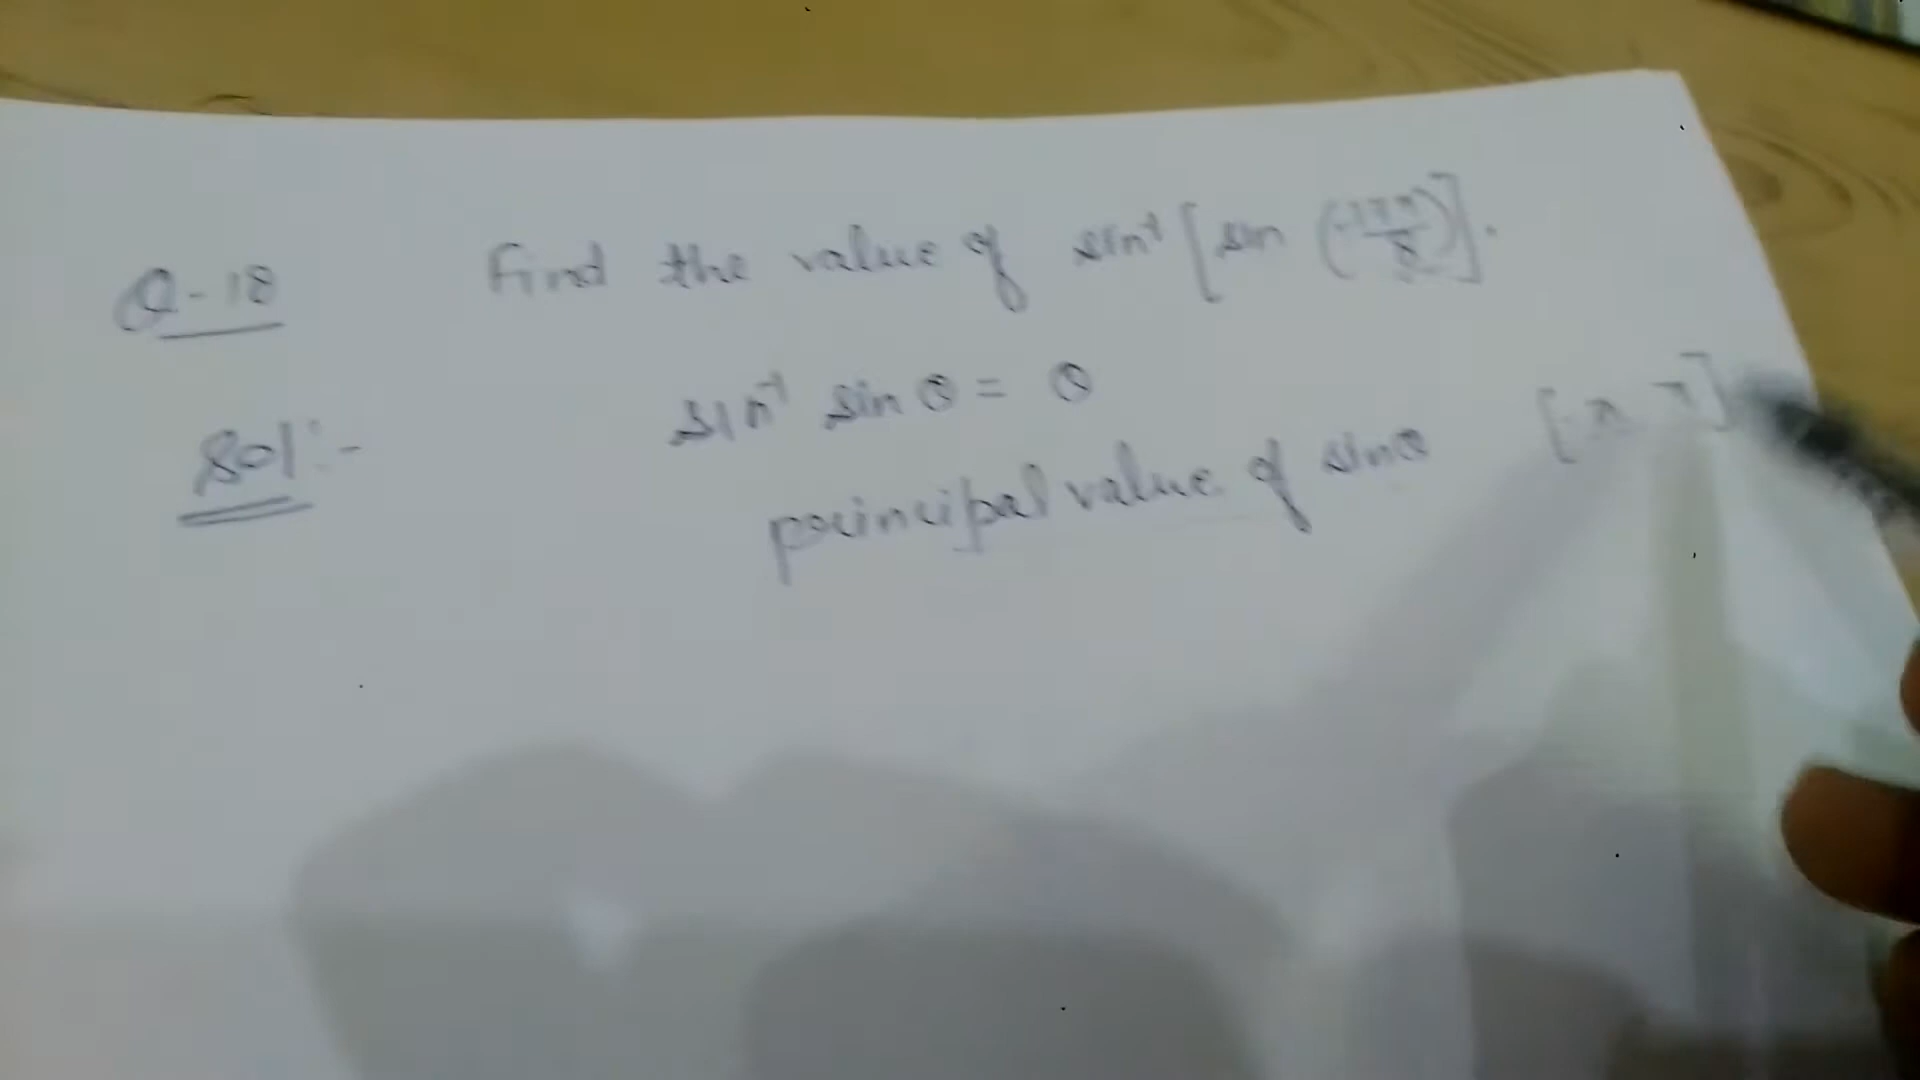 Q-18 Find the value of sin⁻¹ [sin (-17π/8)].
Sol:- sin⁻¹ sin θ = θ
principal value of sinθ [-π π]